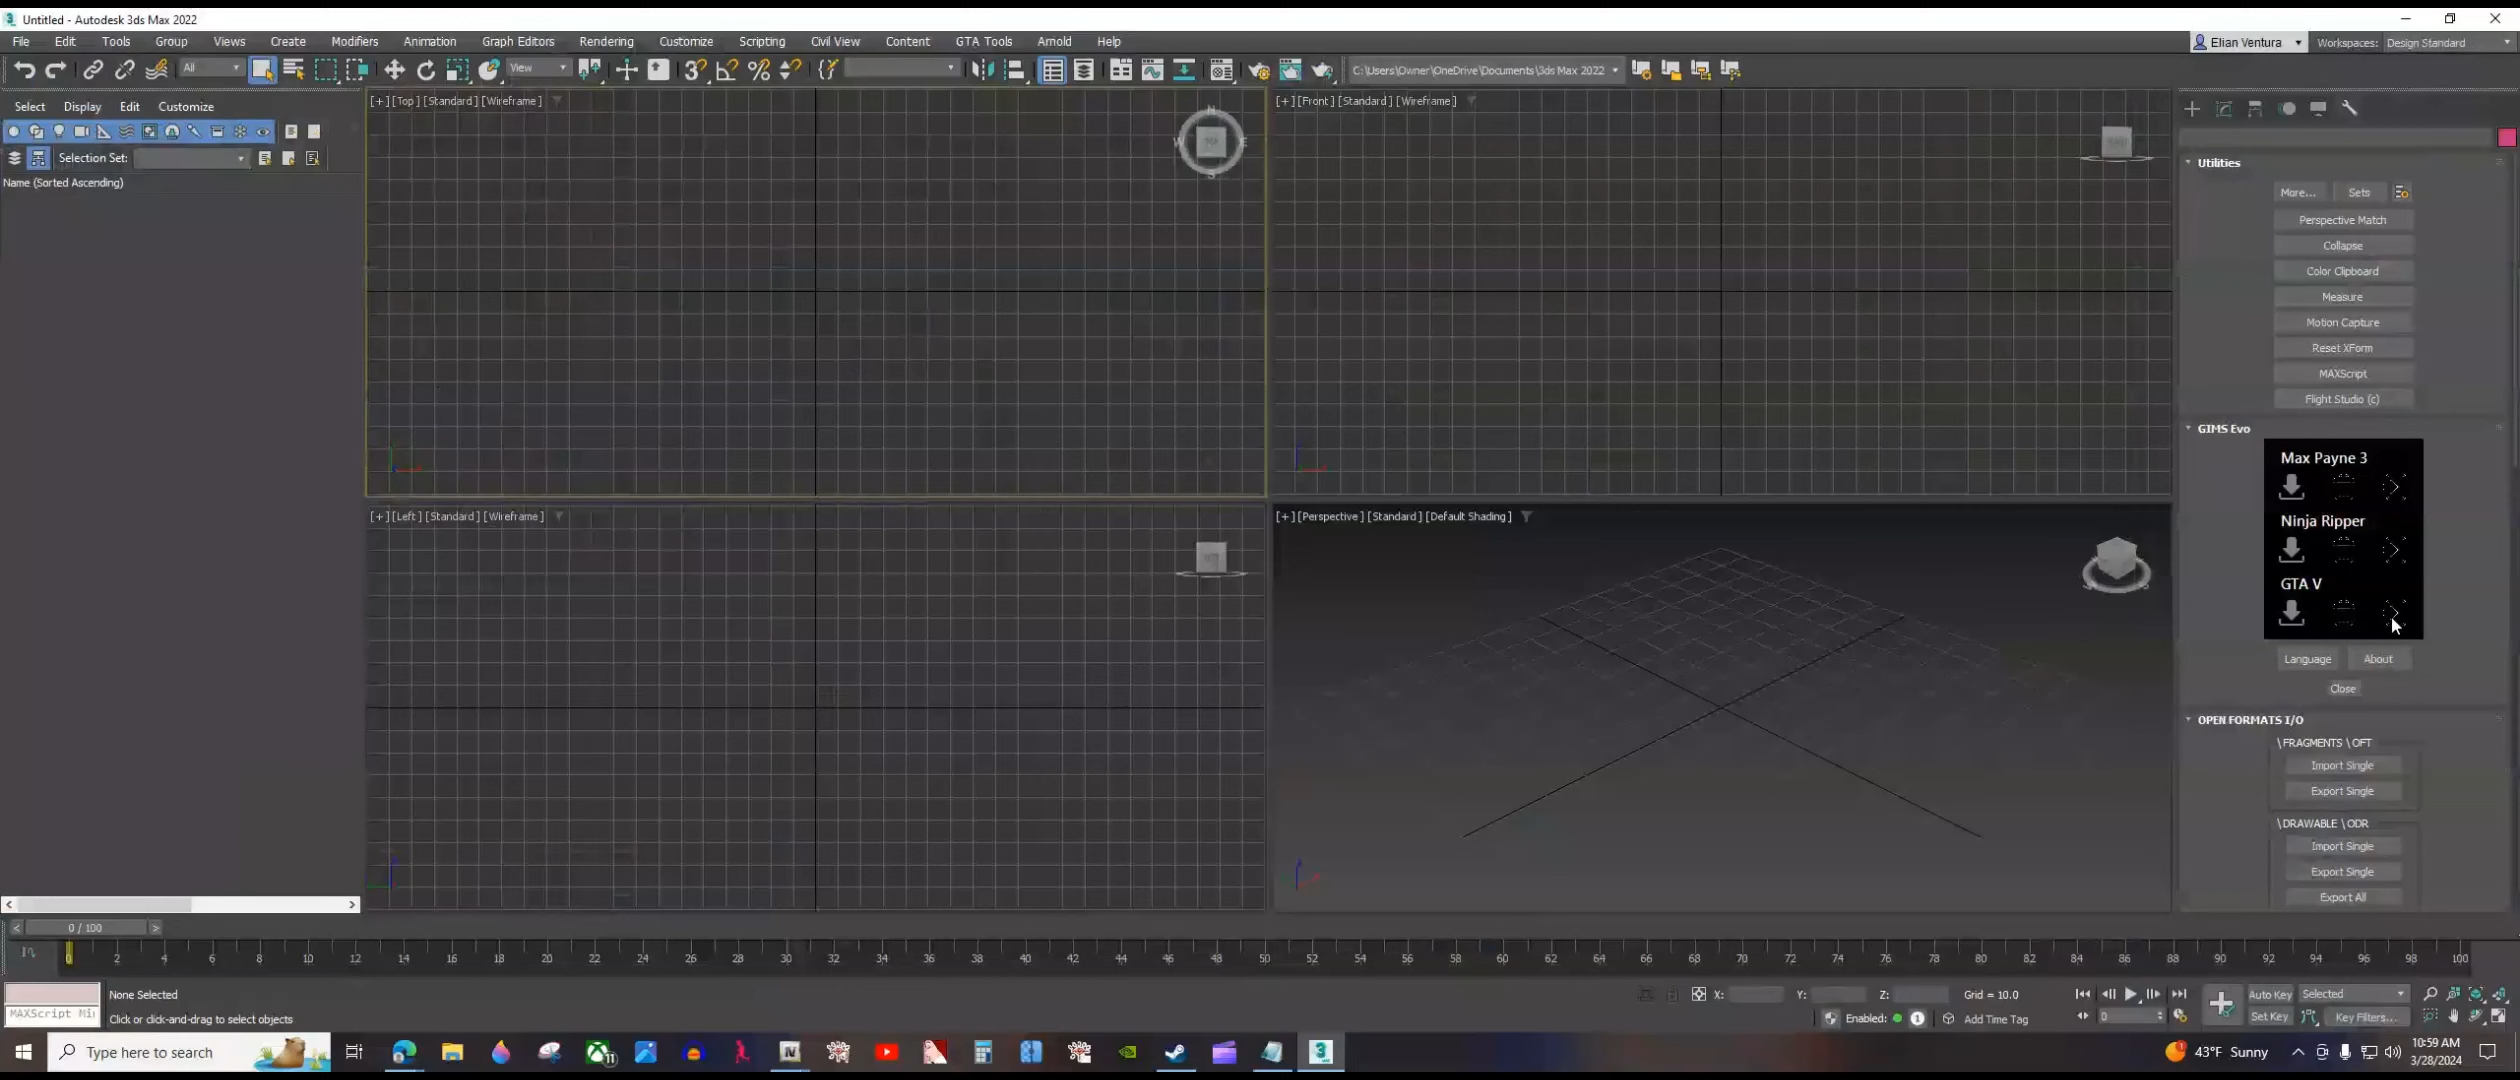 Untitled - Autodesk 3ds Max 2022
File Edit Tools Group Views Create Modifiers Animation Graph Editors Rendering Customize Scripting Civil View Content GTA Tools Arnold Help
Elian Ventura Workspaces: Design Standard
All View C:\Users\Owner\OneDrive\Documents\3ds Max 2022
Select Display Edit Customize
Selection Set:
Name (Sorted Ascending)
[+] [Top] [Standard] [Wireframe]
N
W E
S
[+] [Front] [Standard] [Wireframe]
[+] [Left] [Standard] [Wireframe]
[+] [Perspective] [Standard] [Default Shading]
Utilities
More... Sets
Perspective Match
Collapse
Color Clipboard
Measure
Motion Capture
Reset XForm
MAXScript
Flight Studio (c)
GIMS Evo
Max Payne 3
Ninja Ripper
GTA V
Language About
Close
OPEN FORMATS I/O
\FRAGMENTS \OFT
Import Single
Export Single
\DRAWABLE \ODR
Import Single
Export Single
Export All
< 0 / 100 >
0 2 4 6 8 10 12 14 16 18 20 22 24 26 28 30 32 34 36 38 40 42 44 46 48 50 52 54 56 58 60 62 64 66 68 70 72 74 76 78 80 82 84 86 88 90 92 94 96 98 100
None Selected
X: Y: Z: Grid = 10.0
Auto Key Selected
MAXScript Mi
Click or click-and-drag to select objects
Enabled: 1 Add Time Tag
0
Set Key Key Filters...
Type here to search
11
1
43°F Sunny
10:59 AM
3/28/2024